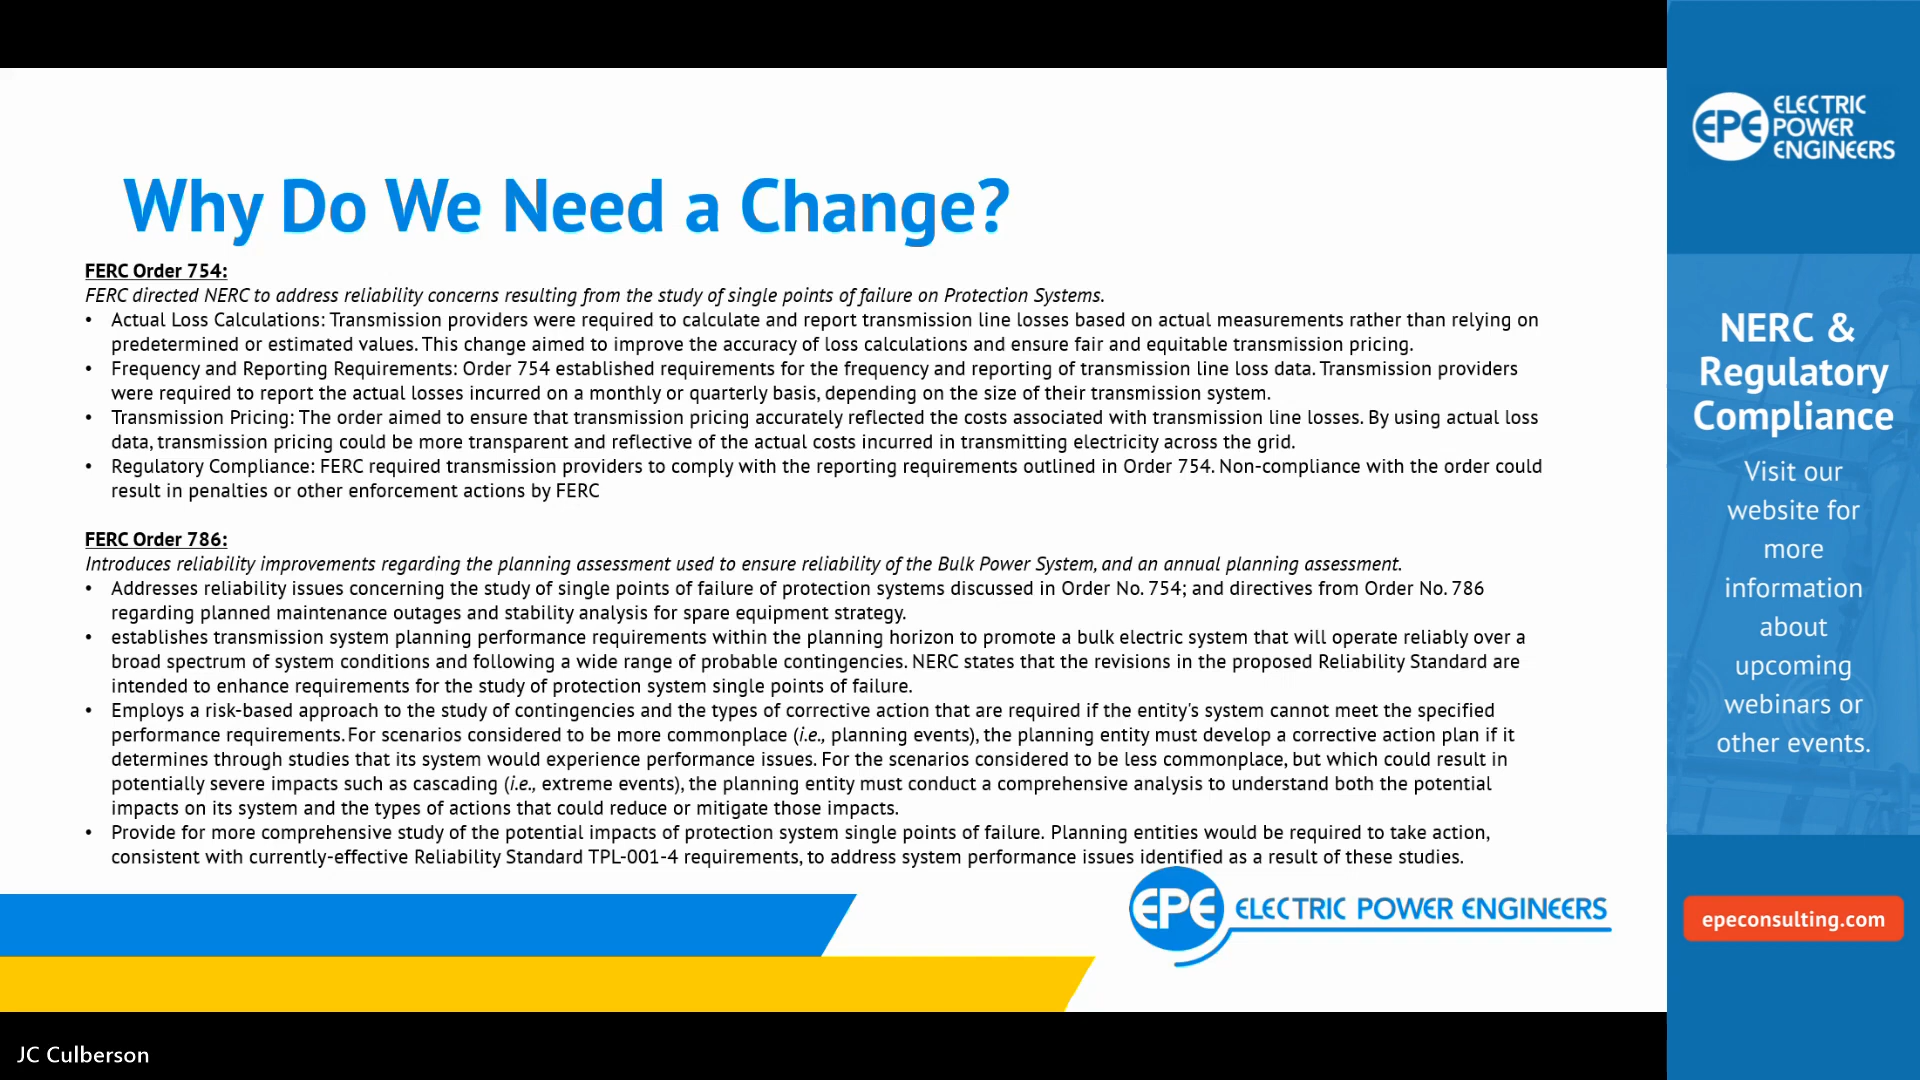 Why Do We Need a Change?
FERC Order 754:
FERC directed NERC to address reliability concerns resulting from the study of single points of failure on Protection Systems.
• Actual Loss Calculations: Transmission providers were required to calculate and report transmission line losses based on actual measurements rather than relying on
predetermined or estimated values. This change aimed to improve the accuracy of loss calculations and ensure fair and equitable transmission pricing.
• Frequency and Reporting Requirements: Order 754 established requirements for the frequency and reporting of transmission line loss data. Transmission providers
were required to report the actual losses incurred on a monthly or quarterly basis, depending on the size of their transmission system.
• Transmission Pricing: The order aimed to ensure that transmission pricing accurately reflected the costs associated with transmission line losses. By using actual loss
data, transmission pricing could be more transparent and reflective of the actual costs incurred in transmitting electricity across the grid.
• Regulatory Compliance: FERC required transmission providers to comply with the reporting requirements outlined in Order 754. Non-compliance with the order could
result in penalties or other enforcement actions by FERC
FERC Order 786:
Introduces reliability improvements regarding the planning assessment used to ensure reliability of the Bulk Power System, and an annual planning assessment.
• Addresses reliability issues concerning the study of single points of failure of protection systems discussed in Order No. 754; and directives from Order No. 786
regarding planned maintenance outages and stability analysis for spare equipment strategy.
• establishes transmission system planning performance requirements within the planning horizon to promote a bulk electric system that will operate reliably over a
broad spectrum of system conditions and following a wide range of probable contingencies. NERC states that the revisions in the proposed Reliability Standard are
intended to enhance requirements for the study of protection system single points of failure.
• Employs a risk-based approach to the study of contingencies and the types of corrective action that are required if the entity's system cannot meet the specified
performance requirements. For scenarios considered to be more commonplace (i.e., planning events), the planning entity must develop a corrective action plan if it
determines through studies that its system would experience performance issues. For the scenarios considered to be less commonplace, but which could result in
potentially severe impacts such as cascading (i.e., extreme events), the planning entity must conduct a comprehensive analysis to understand both the potential
impacts on its system and the types of actions that could reduce or mitigate those impacts.
• Provide for more comprehensive study of the potential impacts of protection system single points of failure. Planning entities would be required to take action,
consistent with currently-effective Reliability Standard TPL-001-4 requirements, to address system performance issues identified as a result of these studies.
EPE ELECTRIC POWER ENGINEERS
JC Culberson
EPE ELECTRIC
POWER
ENGINEERS
NERC &
Regulatory
Compliance
Visit our
website for
more
information
about
upcoming
webinars or
other events.
epeconsulting.com